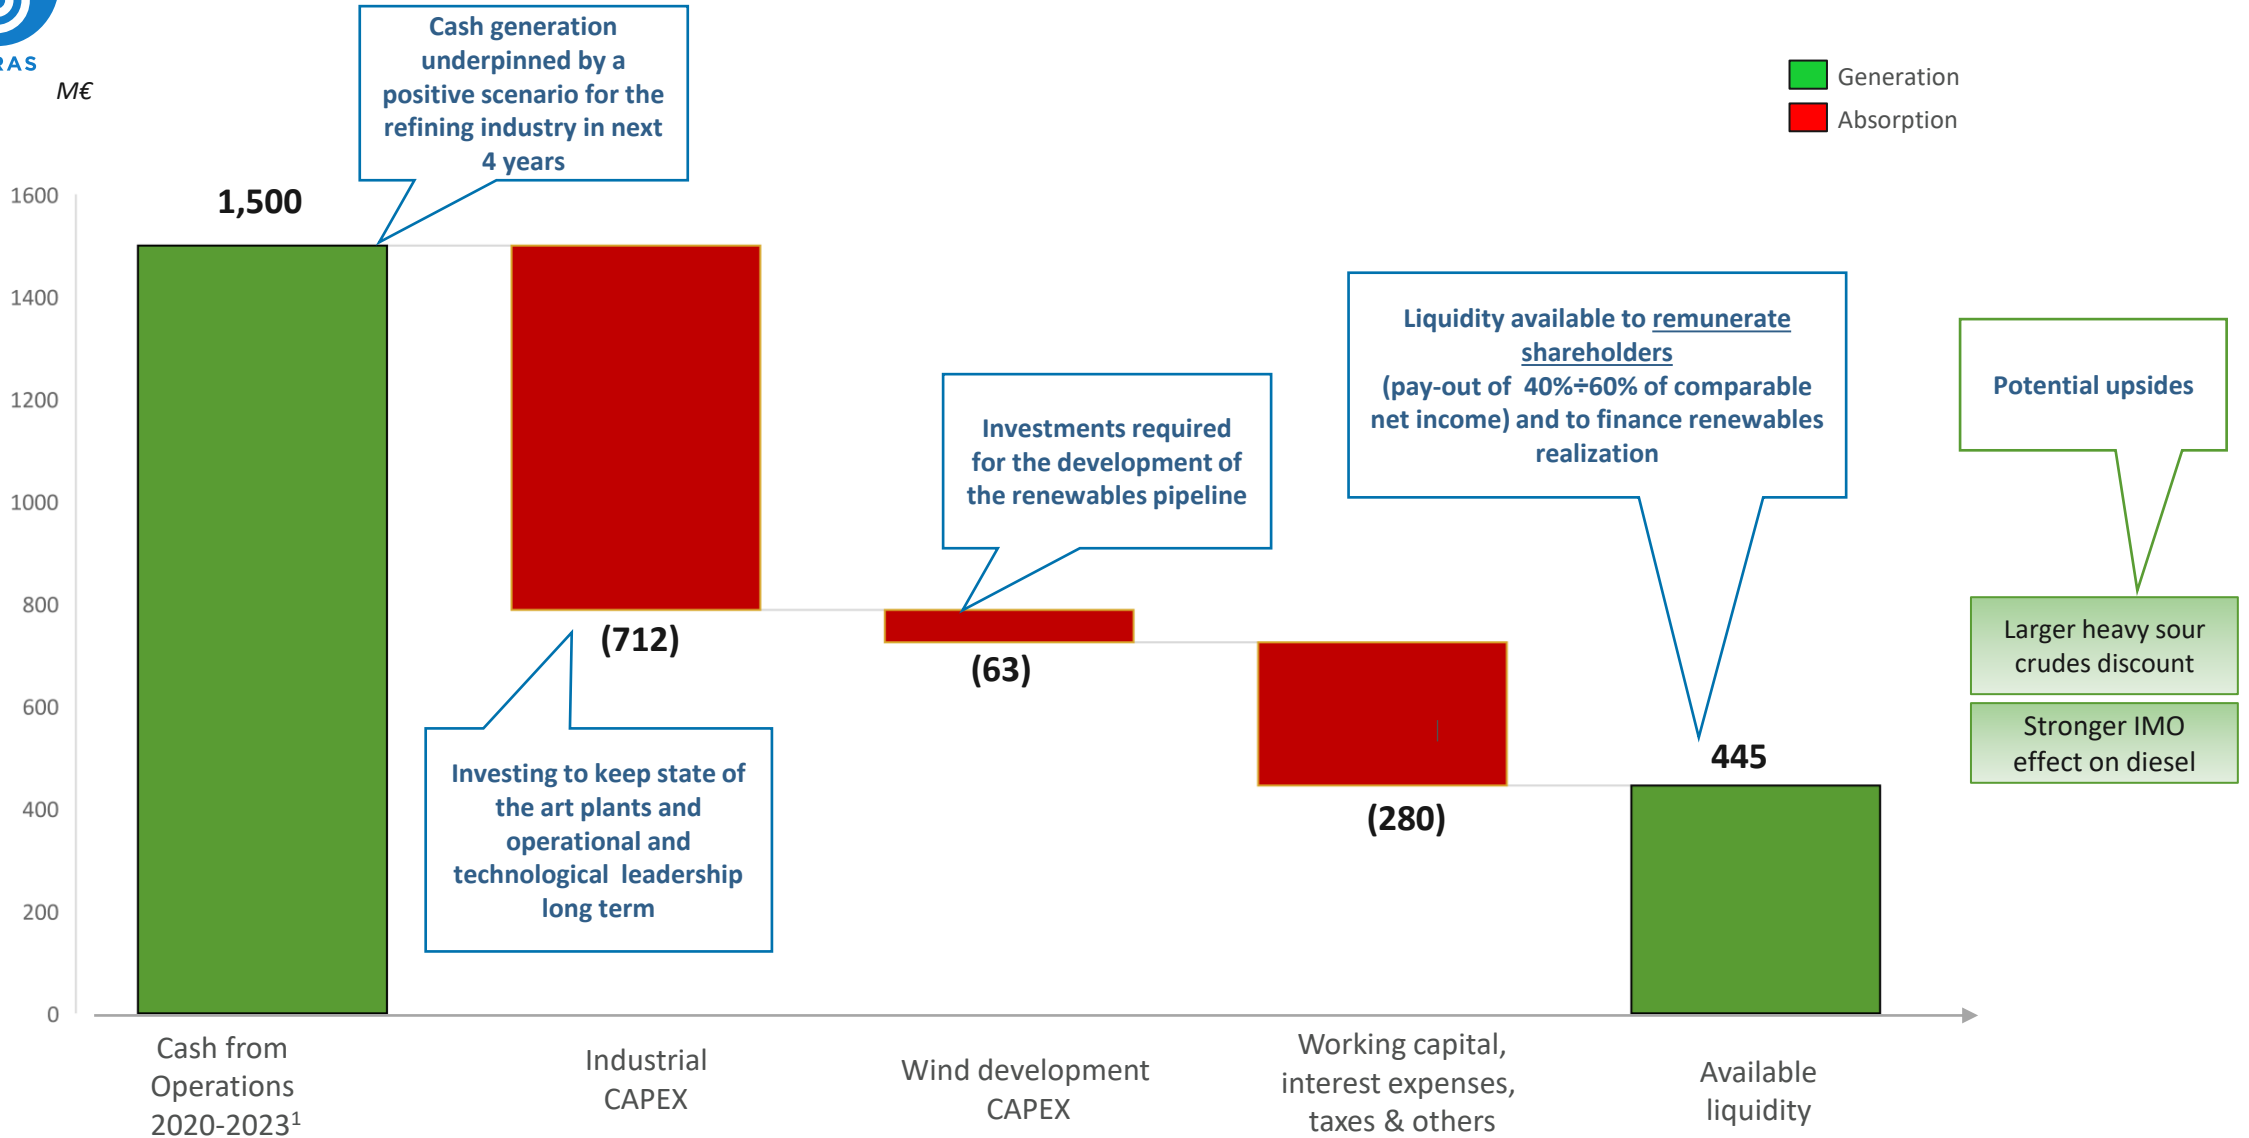 RAS
M€
Cash generation
underpinned by a
positive scenario for the
refining industry in next
4 years
Generation
Absorption
1600
1400
1200
1000
800
600
400
200
0
1,500
(712)
(63)
(280)
445
Investing to keep state of
the art plants and
operational and
technological leadership
long term
Investments required
for the development of
the renewables pipeline
Liquidity available to remunerate
shareholders
(pay-out of 40%÷60% of comparable
net income) and to finance renewables
realization
Potential upsides
Larger heavy sour
crudes discount
Stronger IMO
effect on diesel
Cash from
Operations
2020-2023¹
Industrial
CAPEX
Wind development
CAPEX
Working capital,
interest expenses,
taxes & others
Available
liquidity